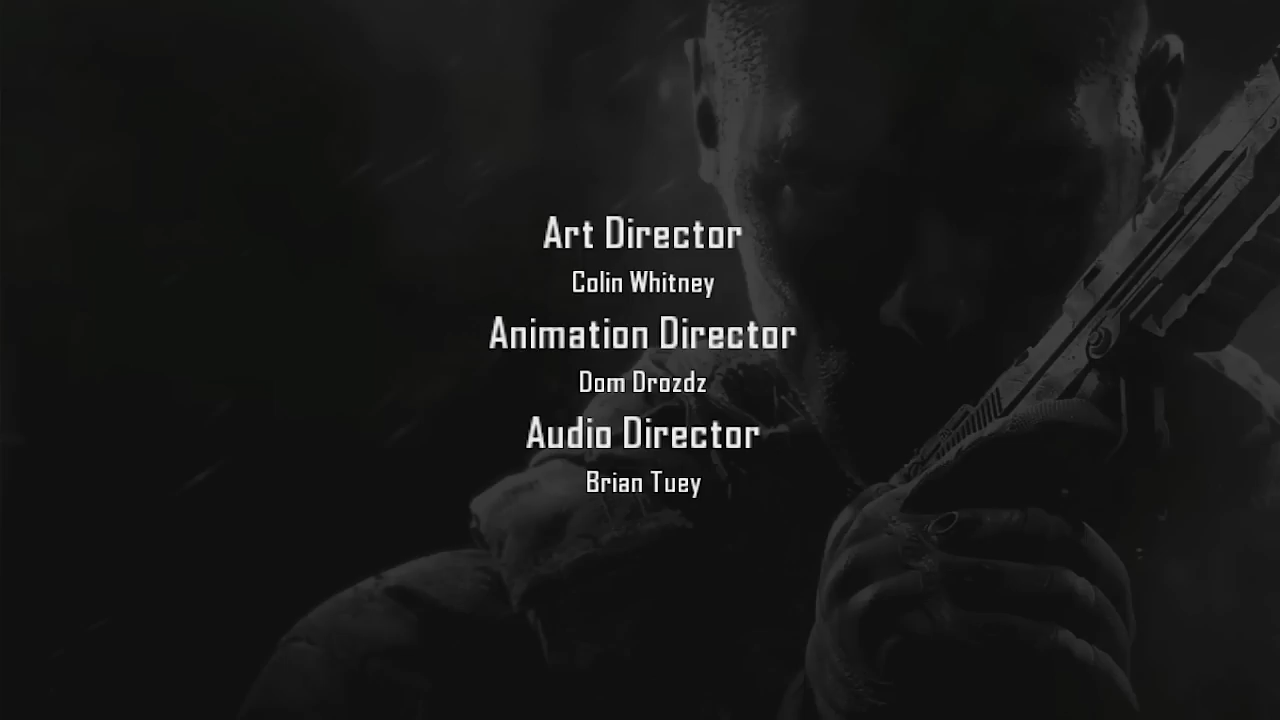 Art Director
Colin Whitney
Animation Director
Dom Drozdz
Audio Director
Brian Tuey